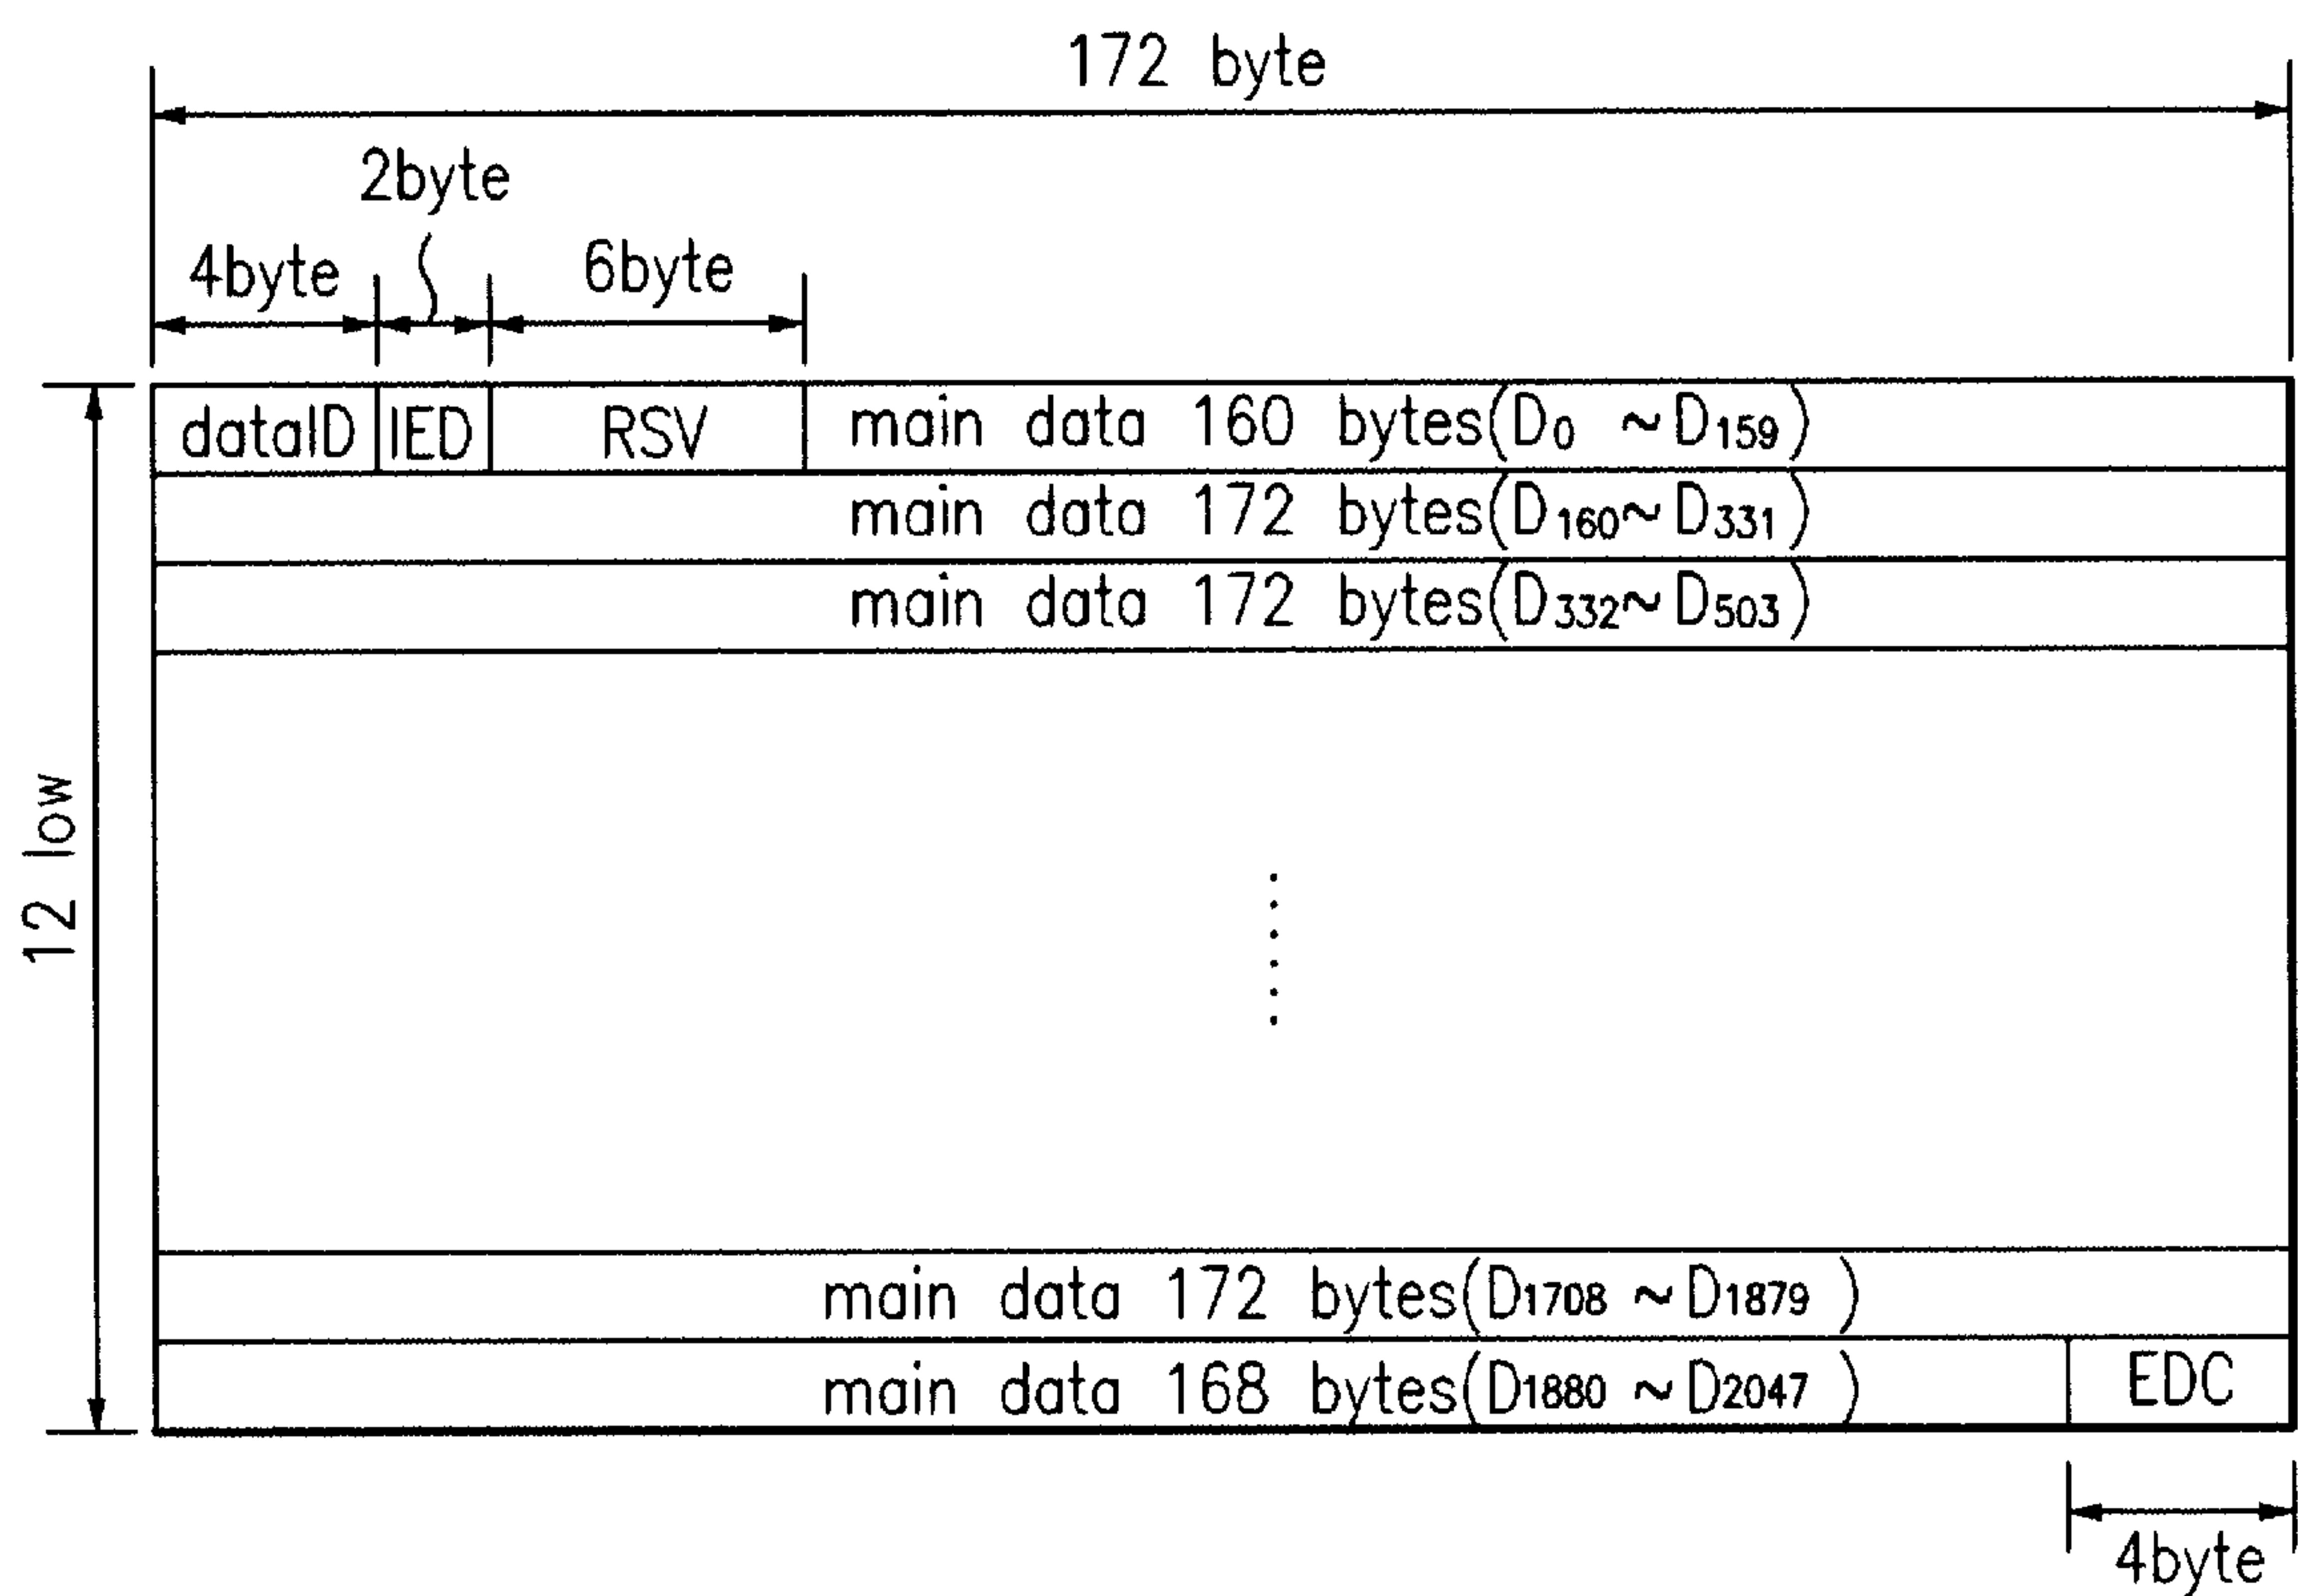 172 byte
2byte
4byte 6byte
dataID IED RSV main data 160 bytes(D0 ~D159)
main data 172 bytes(D160~D331)
main data 172 bytes(D332~D503)
12 low
main data 172 bytes(D1708 ~D1879 )
main data 168 bytes(D1880 ~D2047 ) EDC
4byte